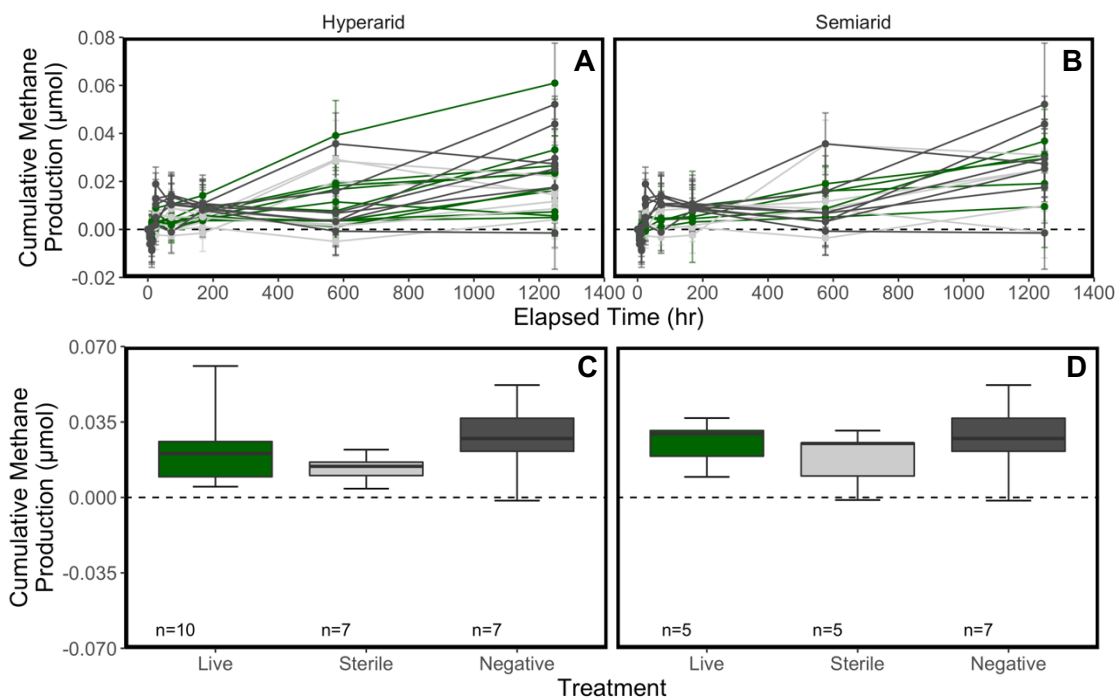 Hyperarid
Semiarid
A
B
Cumulative Methane
Production (µmol)
0.08
0.06
0.04
0.02
0.00
-0.02
0
200
400
600
800
1000
1200
1400
0
200
400
600
800
1000
1200
1400
Elapsed Time (hr)
C
D
Cumulative Methane
Production (µmol)
0.070
0.035
0.000
-0.035
-0.070
n=10
n=7
n=7
n=5
n=5
n=7
Live
Sterile
Negative
Live
Sterile
Negative
Treatment